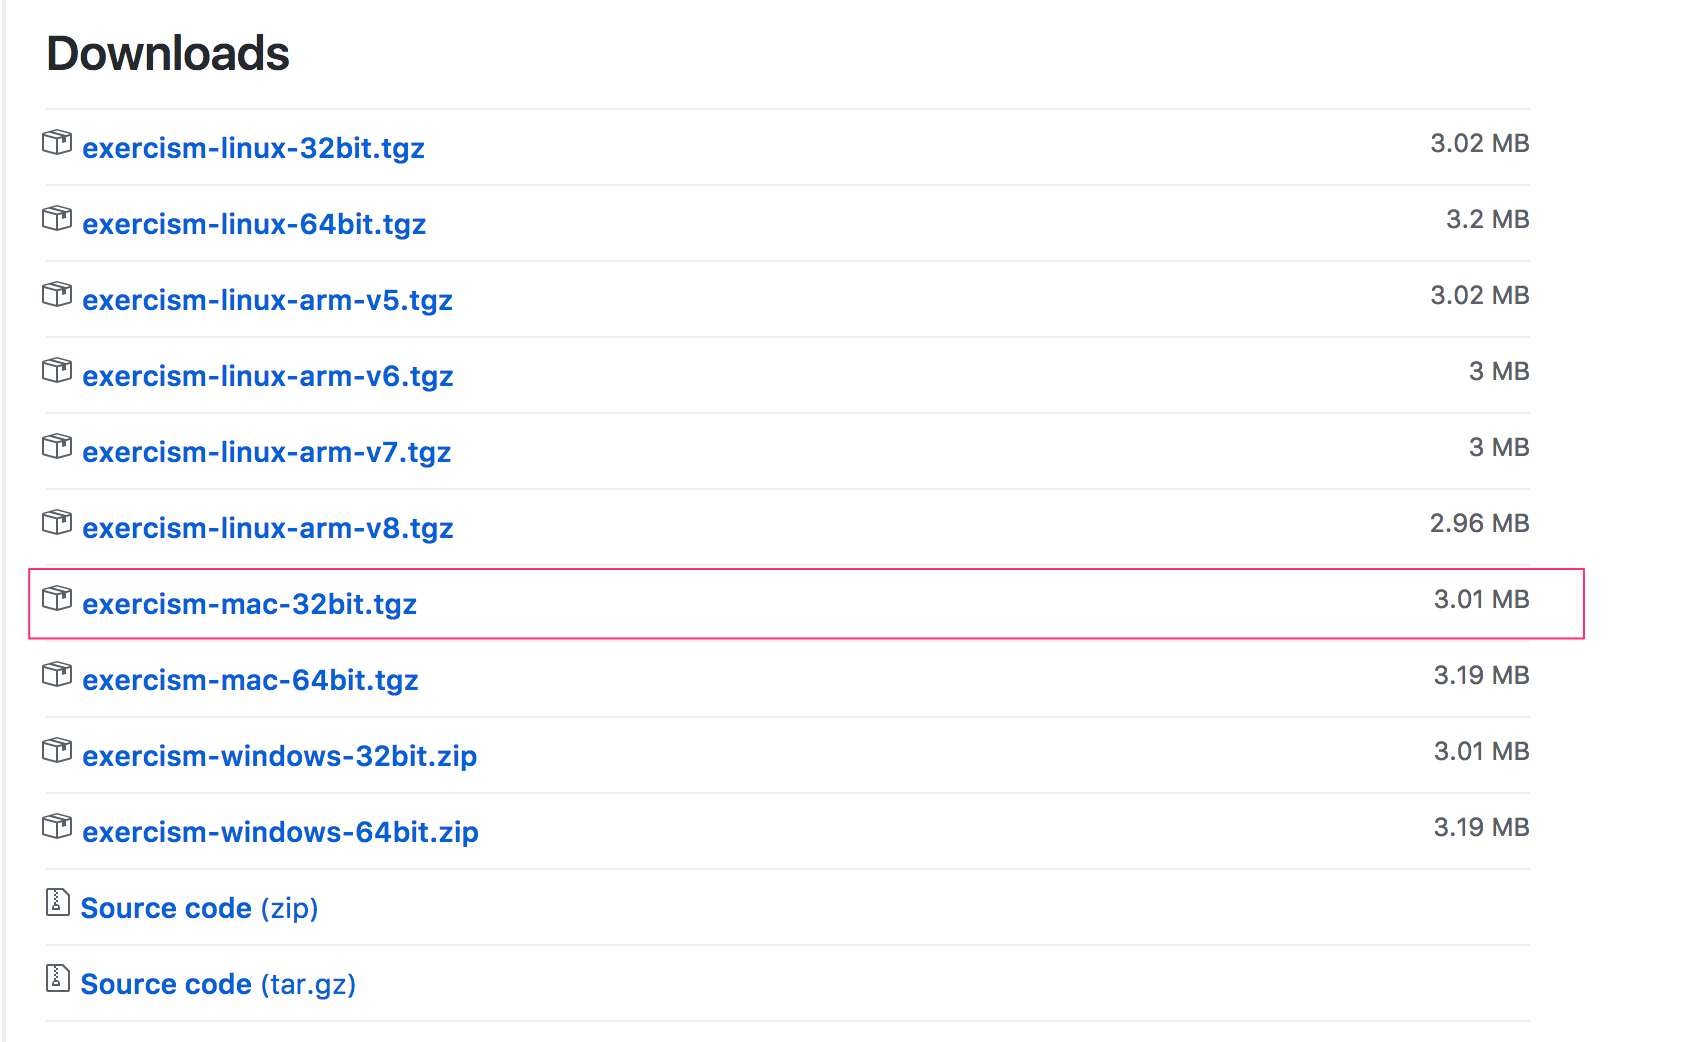 Downloads
exercism-linux-32bit.tgz 3.02 MB
exercism-linux-64bit.tgz 3.2 MB
exercism-linux-arm-v5.tgz 3.02 MB
exercism-linux-arm-v6.tgz 3 MB
exercism-linux-arm-v7.tgz 3 MB
exercism-linux-arm-v8.tgz 2.96 MB
exercism-mac-32bit.tgz 3.01 MB
exercism-mac-64bit.tgz 3.19 MB
exercism-windows-32bit.zip 3.01 MB
exercism-windows-64bit.zip 3.19 MB
Source code (zip)
Source code (tar.gz)